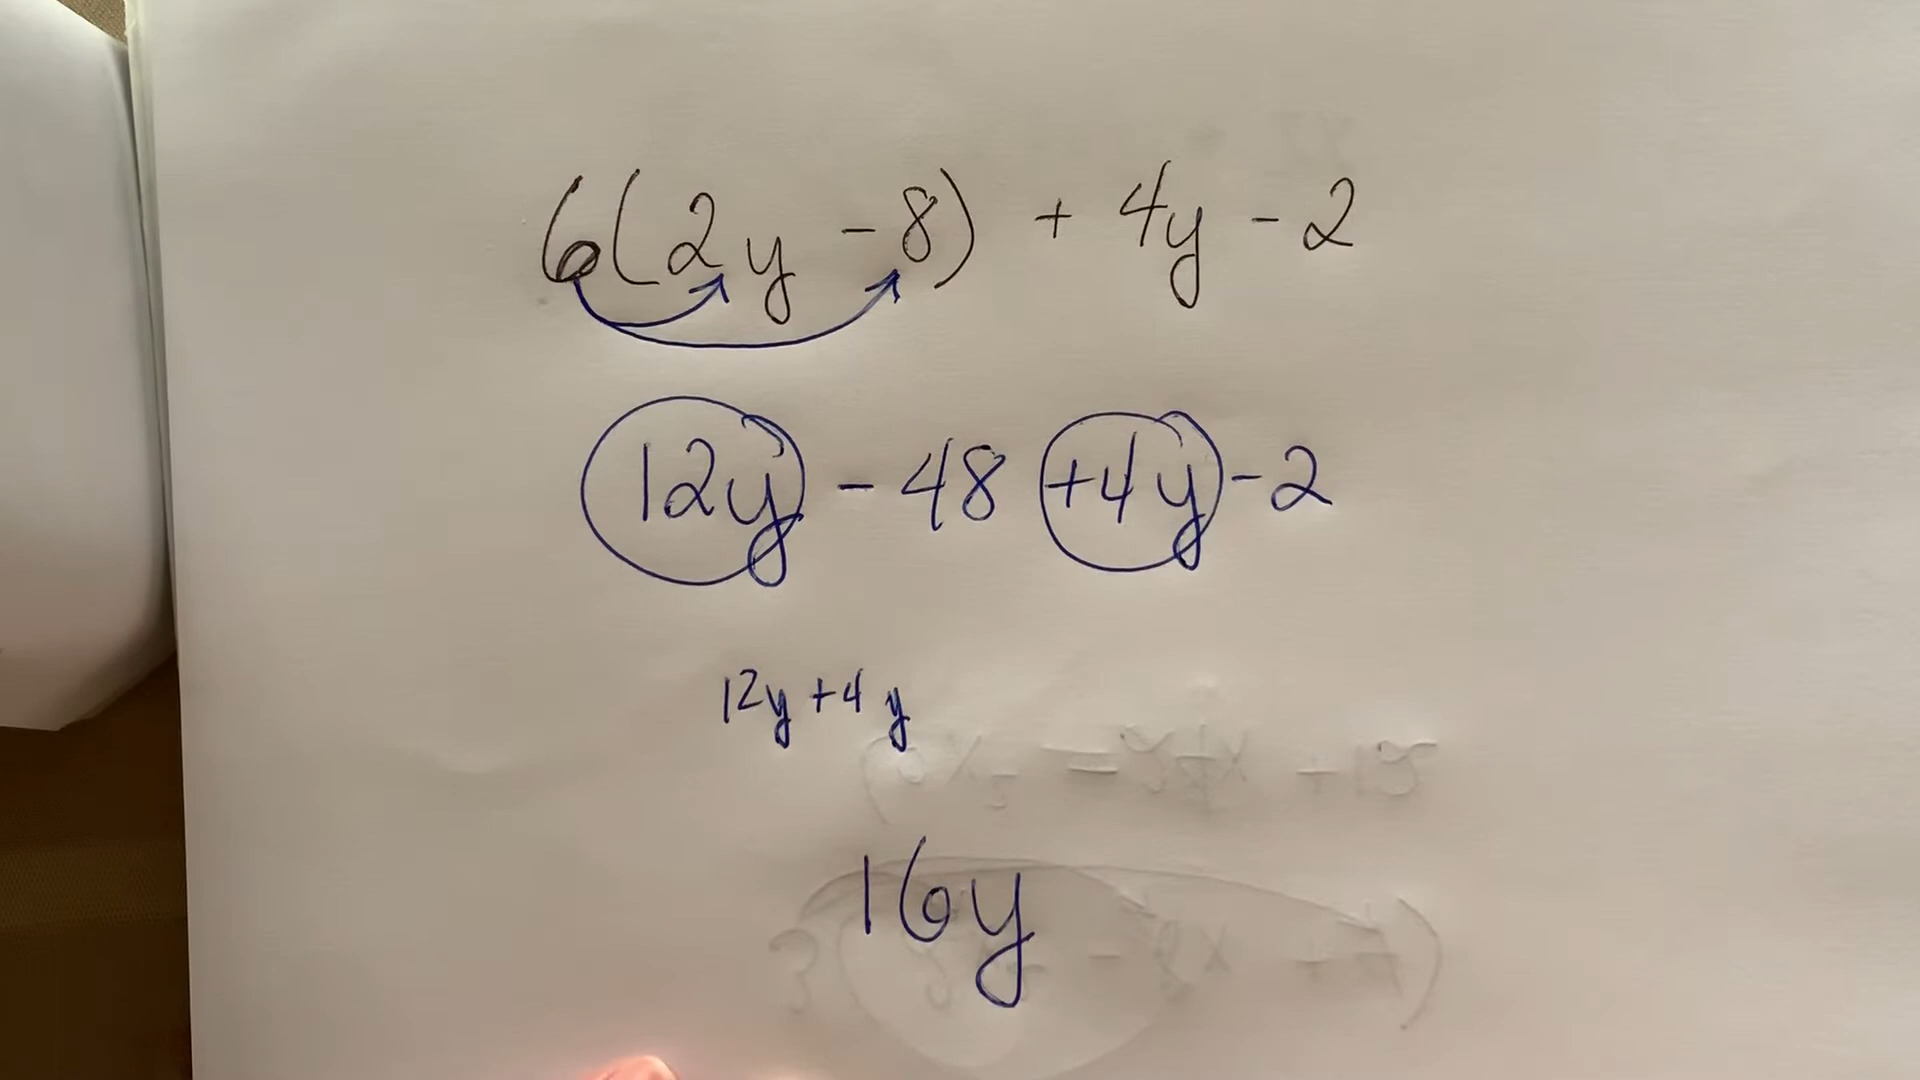 6(2y - 8) + 4y - 2
12y - 48 +4y - 2
12y + 4y
16y